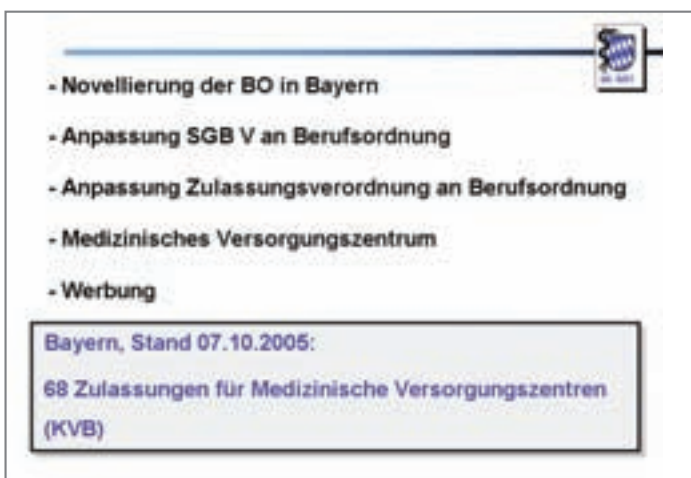 - Novellierung der BO in Bayern
- Anpassung SGB V an Berufsordnung
- Anpassung Zulassungsverordnung an Berufsordnung
- Medizinisches Versorgungszentrum
- Werbung
Bayern, Stand 07.10.2005:
68 Zulassungen für Medizinische Versorgungszentren
(KVB)